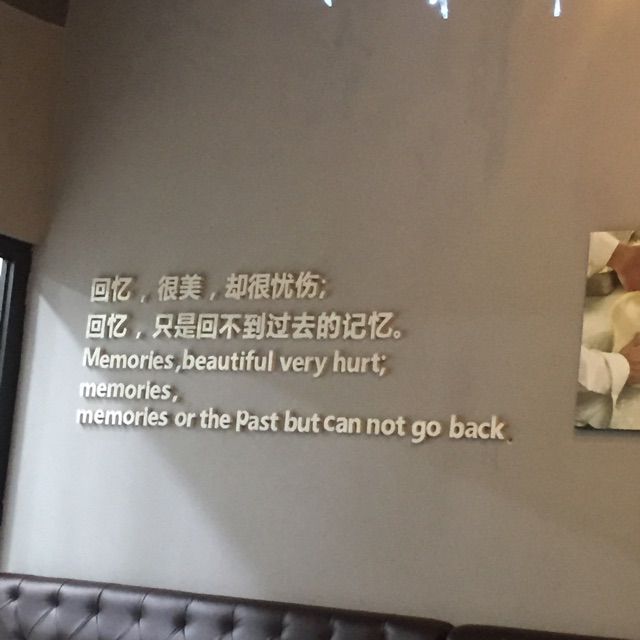 回忆，很美，却很忧伤;
回忆，只是回不到过去的记忆。
Memories,beautiful very hurt;
memories,
memories or the Past but can not go back.